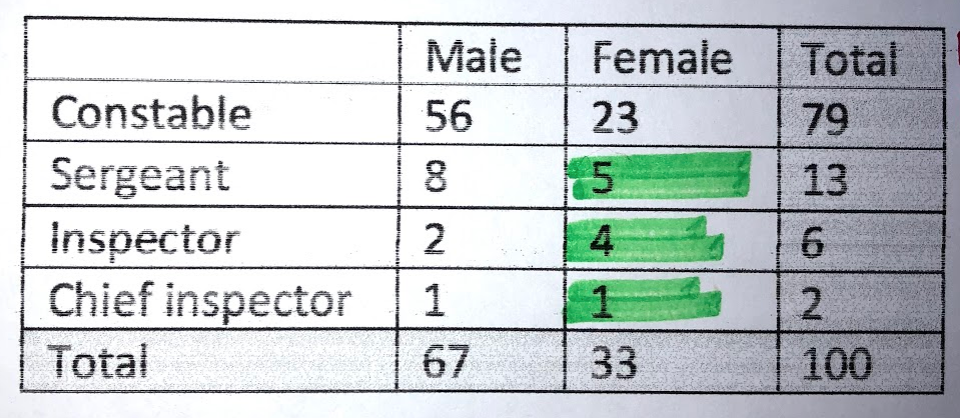 Male Female Total
Constable 56 23 79
Sergeant 8 5 13
Inspector 2 4 6
Chief inspector 1 1 2
Total 67 33 100